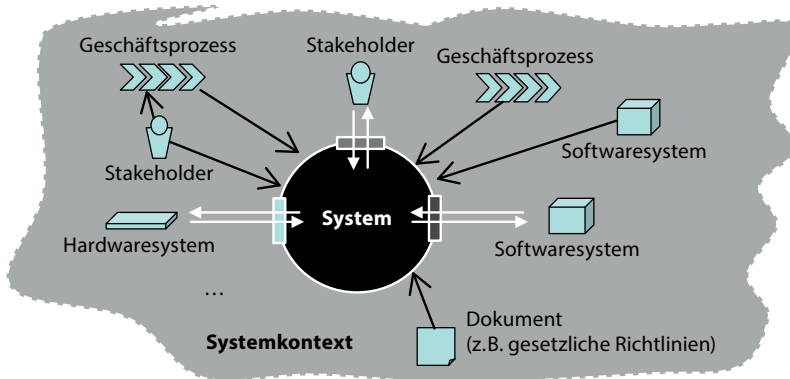 Geschäftsprozess
Stakeholder
Geschäftsprozess
Stakeholder
Softwaresystem
System
Hardwaresystem
Softwaresystem
...
Systemkontext
Dokument
(z.B. gesetzliche Richtlinien)